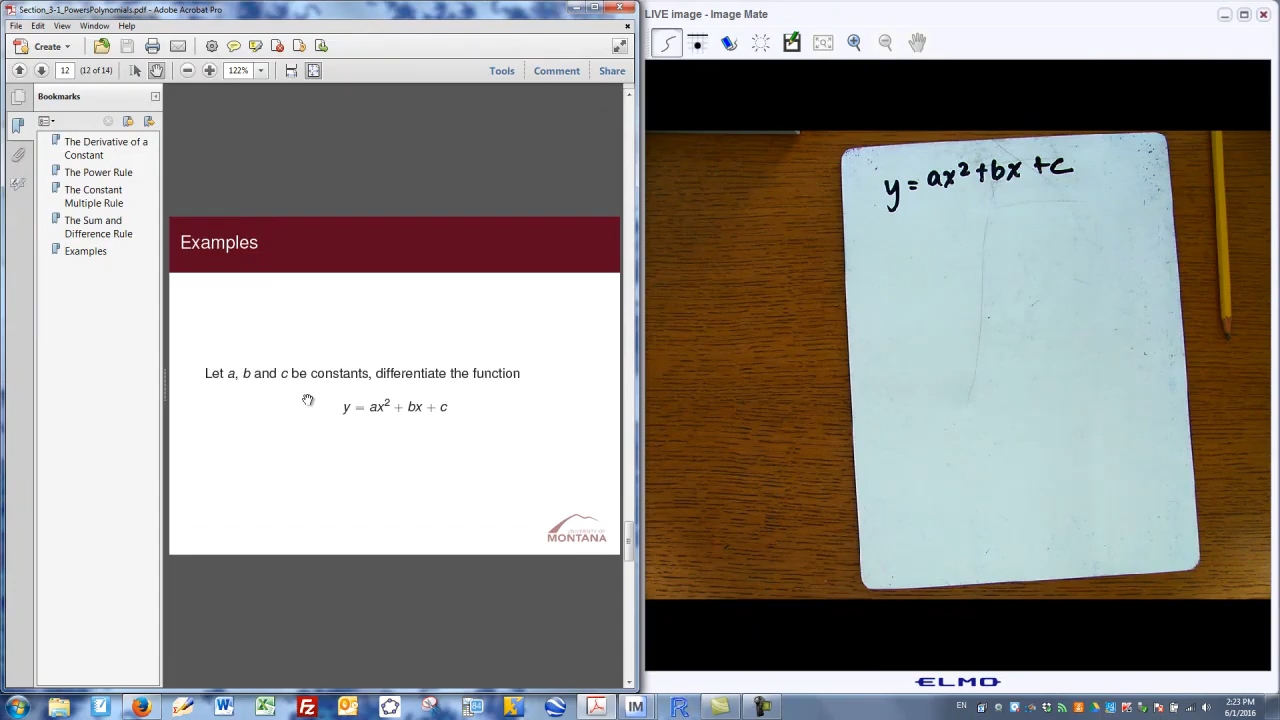 Section_3-1_PowersPolynomials.pdf - Adobe Acrobat Pro
File Edit View Window Help
Create
12 (12 of 14) 122% Tools Comment Share
Bookmarks
The Derivative of a
Constant
The Power Rule
The Constant
Multiple Rule
The Sum and
Difference Rule
Examples
Examples
Let a, b and c be constants, differentiate the function
y = ax² + bx + c
UNIVERSITY OF
MONTANA
LIVE image - Image Mate
y = ax² + bx + c
ELMO
EN 2:23 PM
6/1/2016